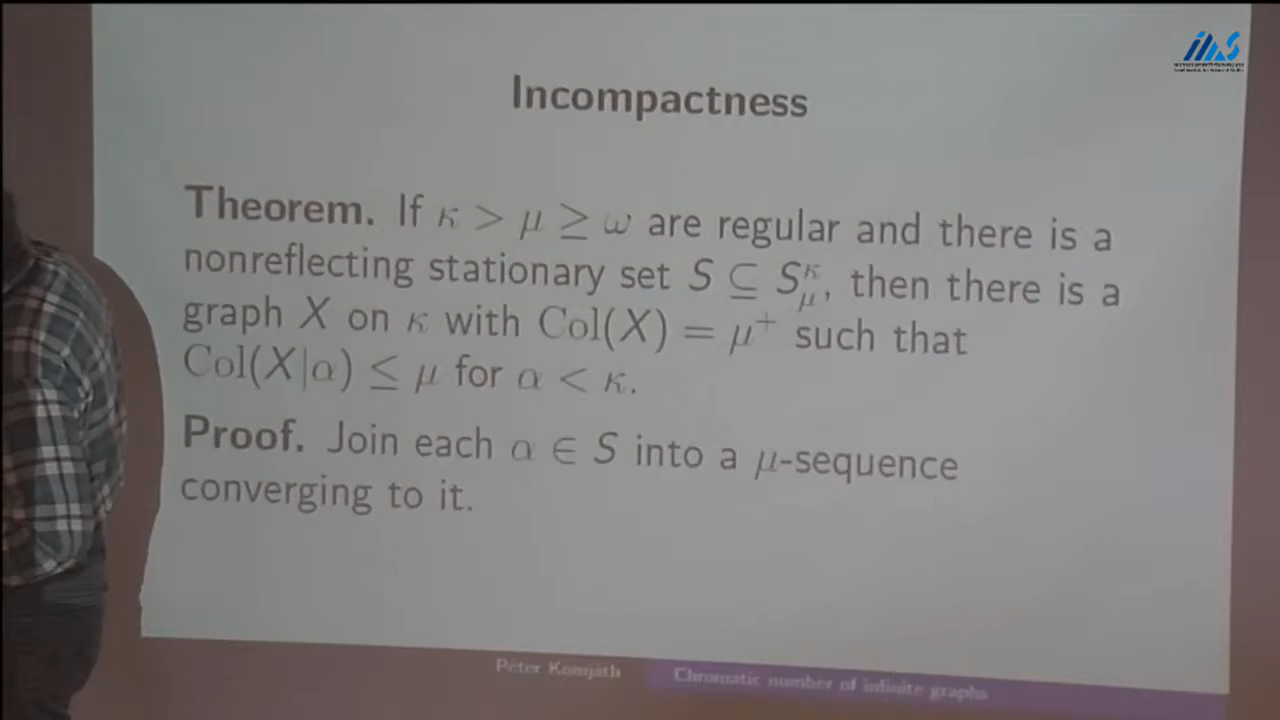 Incompactness
Theorem. If κ > μ ≥ ω are regular and there is a
nonreflecting stationary set S ⊆ S^κ_μ, then there is a
graph X on κ with Col(X) = μ⁺ such that
Col(X|α) ≤ μ for α < κ.
Proof. Join each α ∈ S into a μ-sequence
converging to it.
Péter Komjáth Chromatic number of infinite graphs